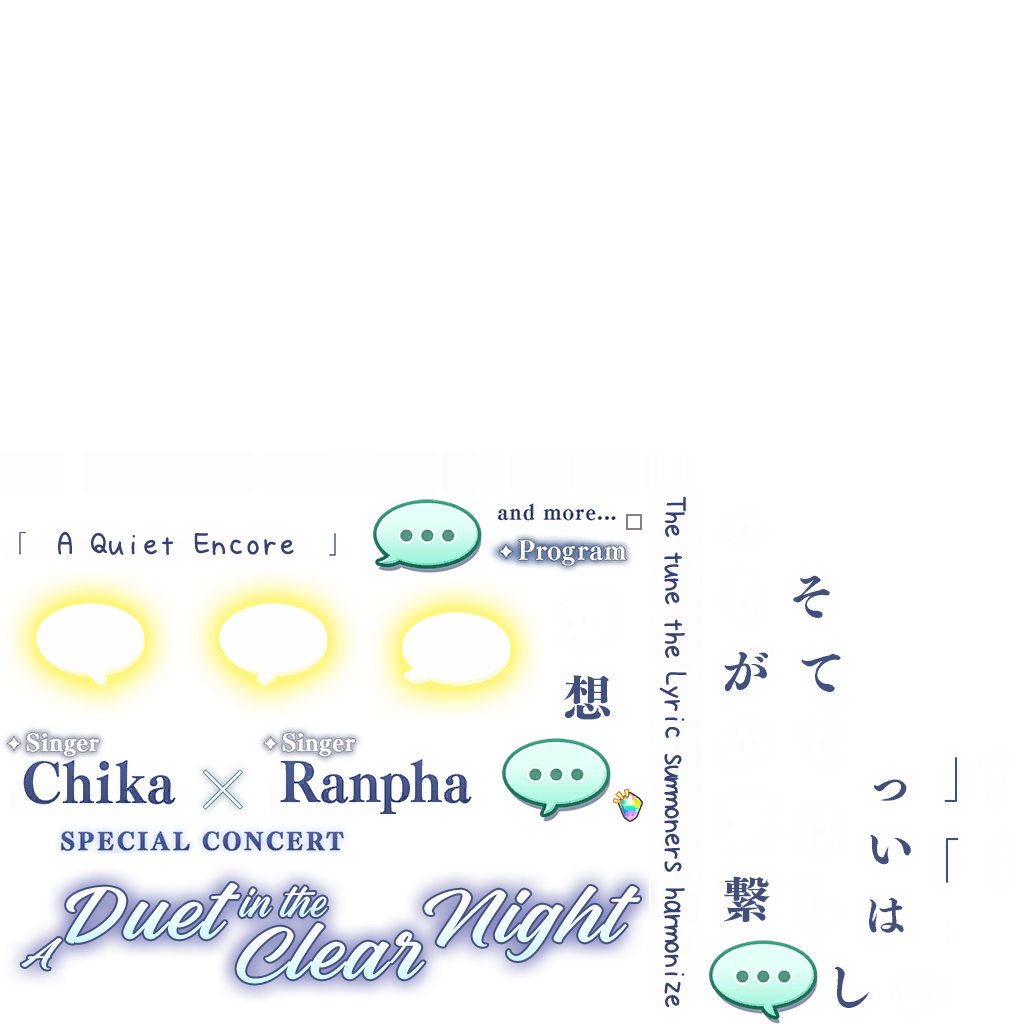 「 A Quiet Encore 」
and more...
Program
The tune the Lyric Summoners harmonize
想
そ
て
が
繋
し
っ
い
は
」
「
Singer
Chika
×
Singer
Ranpha
SPECIAL CONCERT
A Duet in the Clear Night